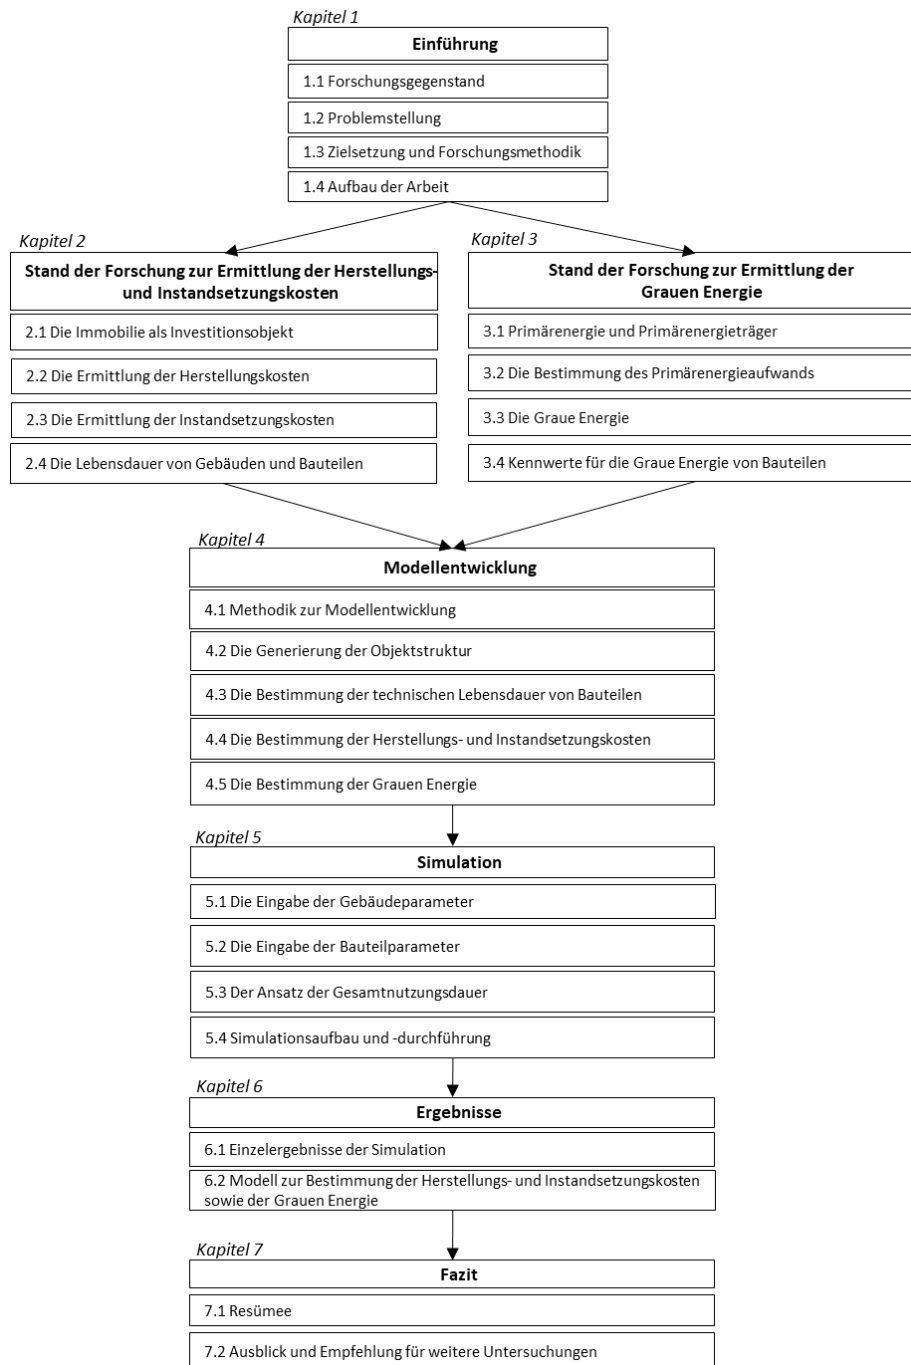 Kapitel 1
Einführung
1.1 Forschungsgegenstand
1.2 Problemstellung
1.3 Zielsetzung und Forschungsmethodik
1.4 Aufbau der Arbeit
Kapitel 2
Stand der Forschung zur Ermittlung der Herstellungs-
und Instandsetzungskosten
2.1 Die Immobilie als Investitionsobjekt
2.2 Die Ermittlung der Herstellungskosten
2.3 Die Ermittlung der Instandsetzungskosten
2.4 Die Lebensdauer von Gebäuden und Bauteilen
Kapitel 3
Stand der Forschung zur Ermittlung der
Grauen Energie
3.1 Primärenergie und Primärenergieträger
3.2 Die Bestimmung des Primärenergieaufwands
3.3 Die Graue Energie
3.4 Kennwerte für die Graue Energie von Bauteilen
Kapitel 4
Modellentwicklung
4.1 Methodik zur Modellentwicklung
4.2 Die Generierung der Objektstruktur
4.3 Die Bestimmung der technischen Lebensdauer von Bauteilen
4.4 Die Bestimmung der Herstellungs- und Instandsetzungskosten
4.5 Die Bestimmung der Grauen Energie
Kapitel 5
Simulation
5.1 Die Eingabe der Gebäudeparameter
5.2 Die Eingabe der Bauteilparameter
5.3 Der Ansatz der Gesamtnutzungsdauer
5.4 Simulationsaufbau und -durchführung
Kapitel 6
Ergebnisse
6.1 Einzelergebnisse der Simulation
6.2 Modell zur Bestimmung der Herstellungs- und Instandsetzungskosten
sowie der Grauen Energie
Kapitel 7
Fazit
7.1 Resümee
7.2 Ausblick und Empfehlung für weitere Untersuchungen